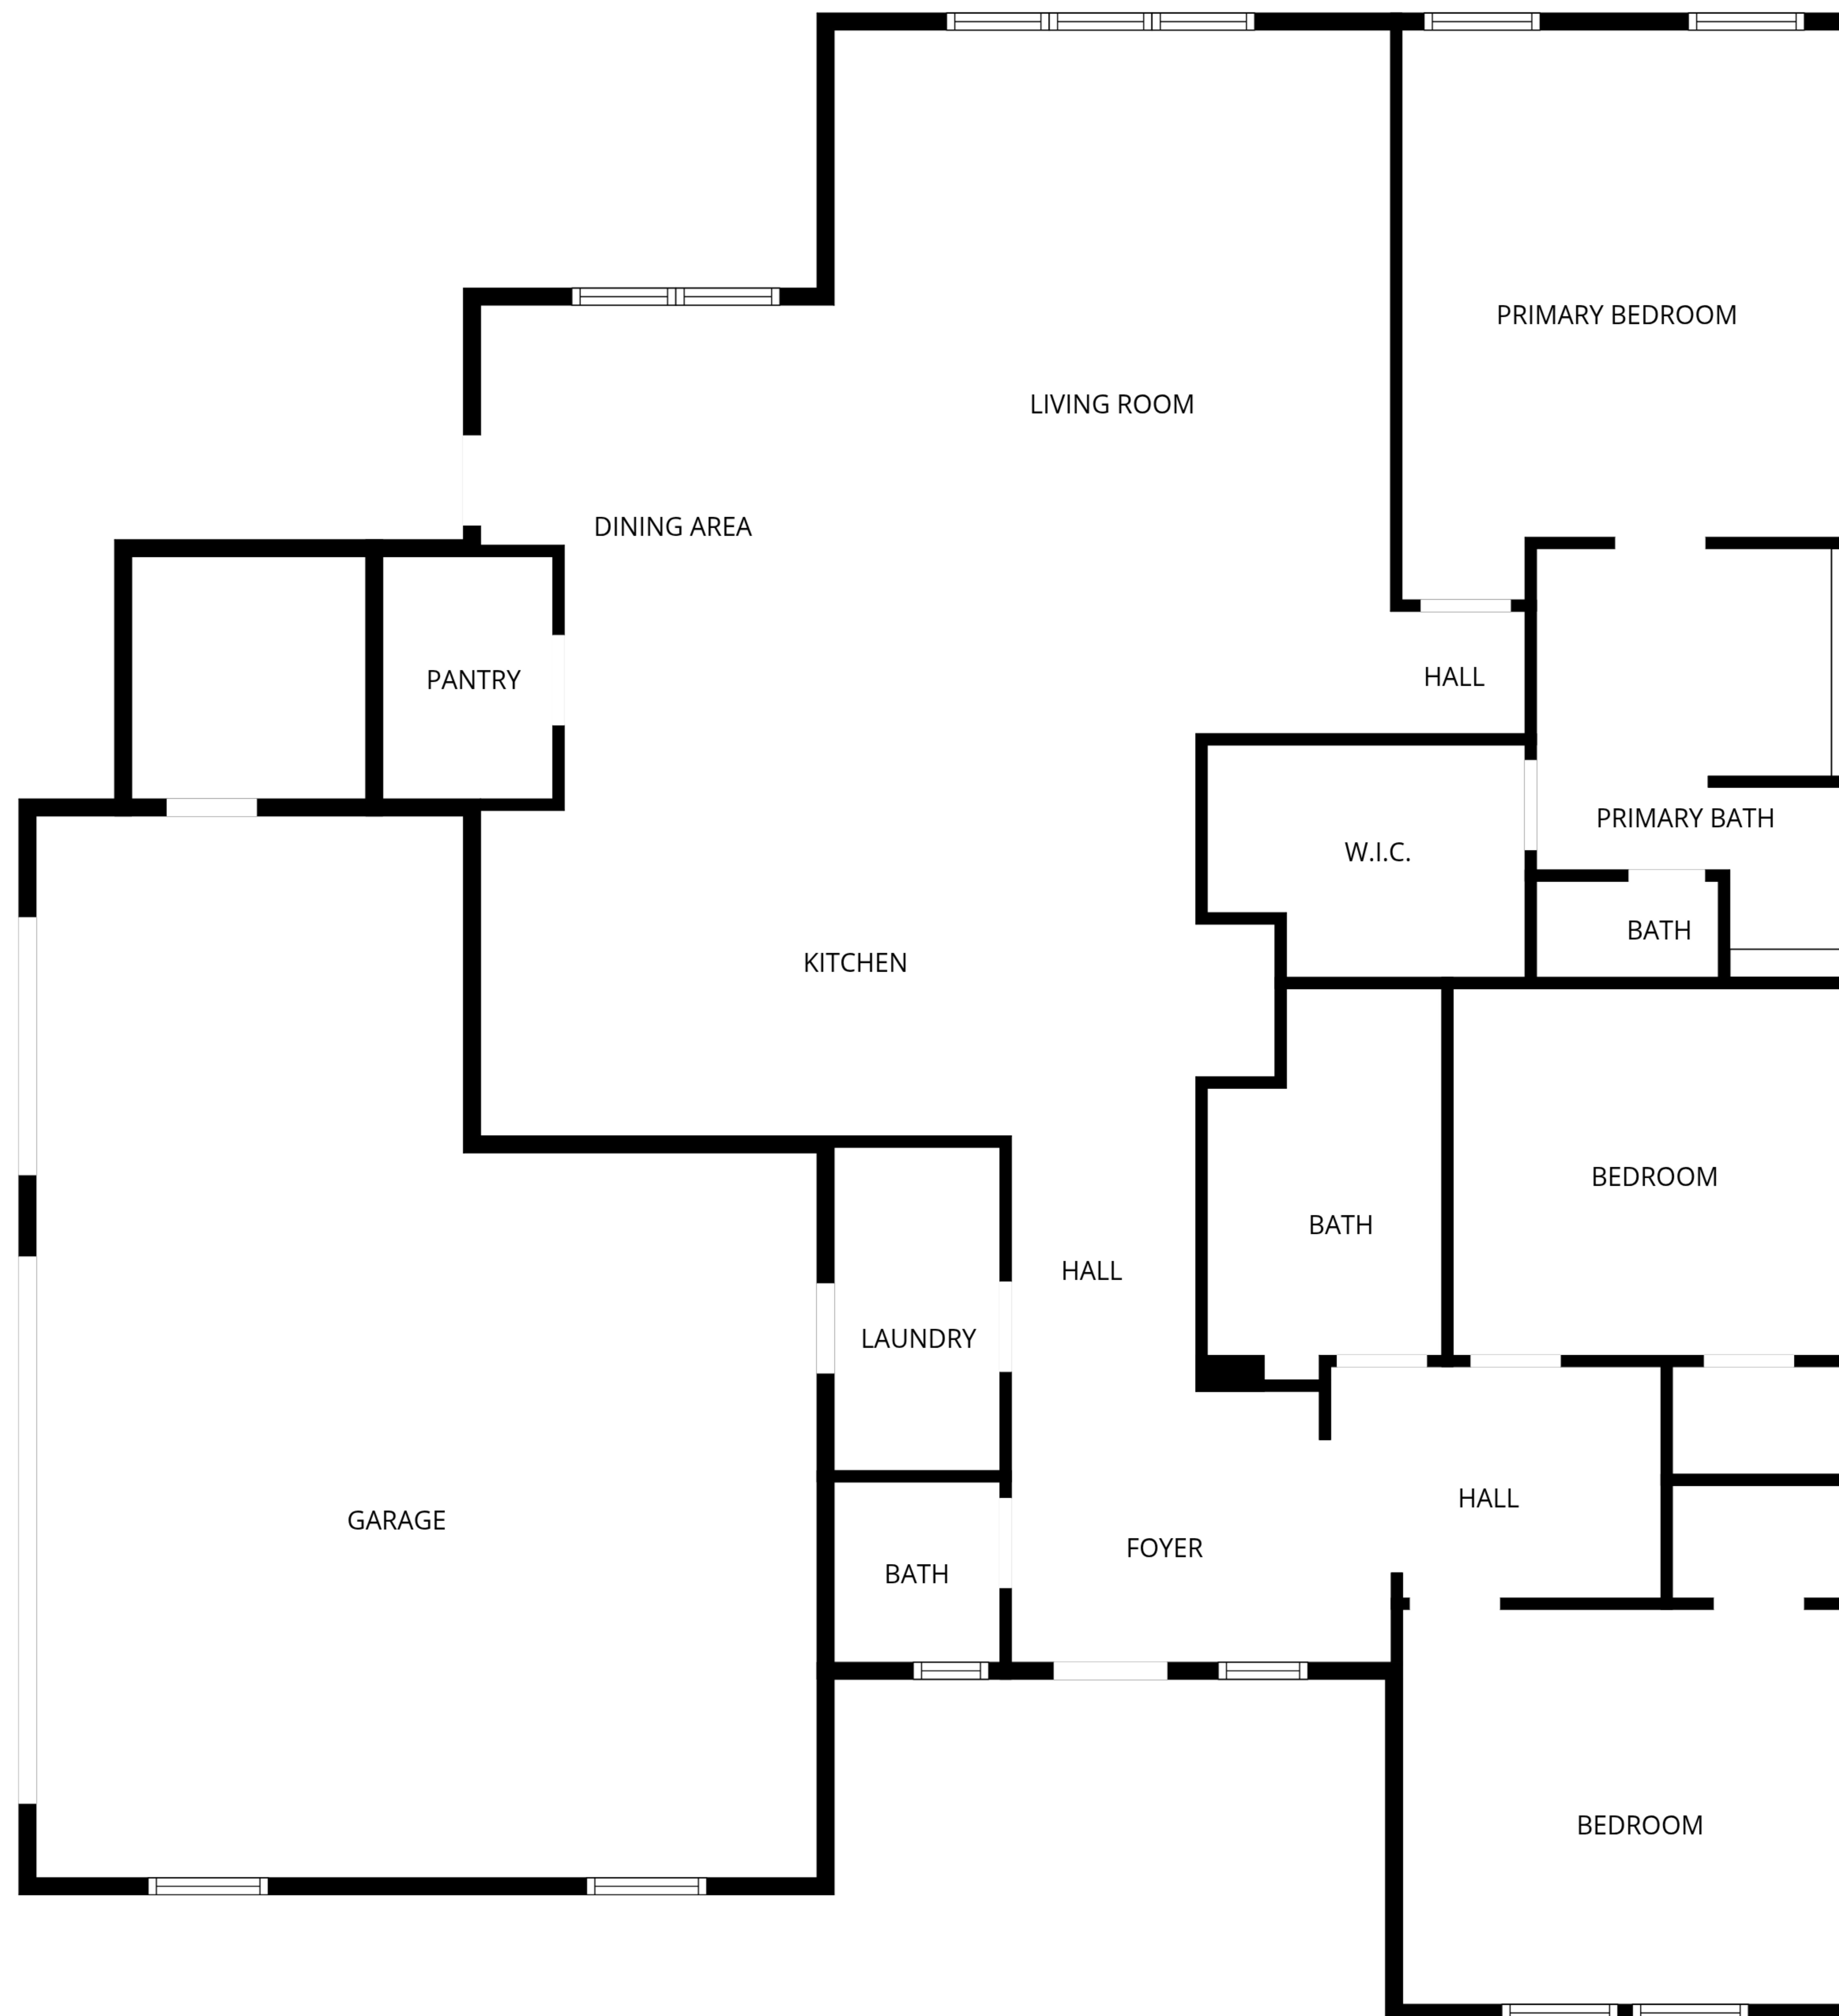 PRIMARY BEDROOM
LIVING ROOM
DINING AREA
HALL
PANTRY
PRIMARY BATH
W.I.C.
BATH
KITCHEN
BEDROOM
BATH
HALL
LAUNDRY
HALL
GARAGE
FOYER
BATH
BEDROOM